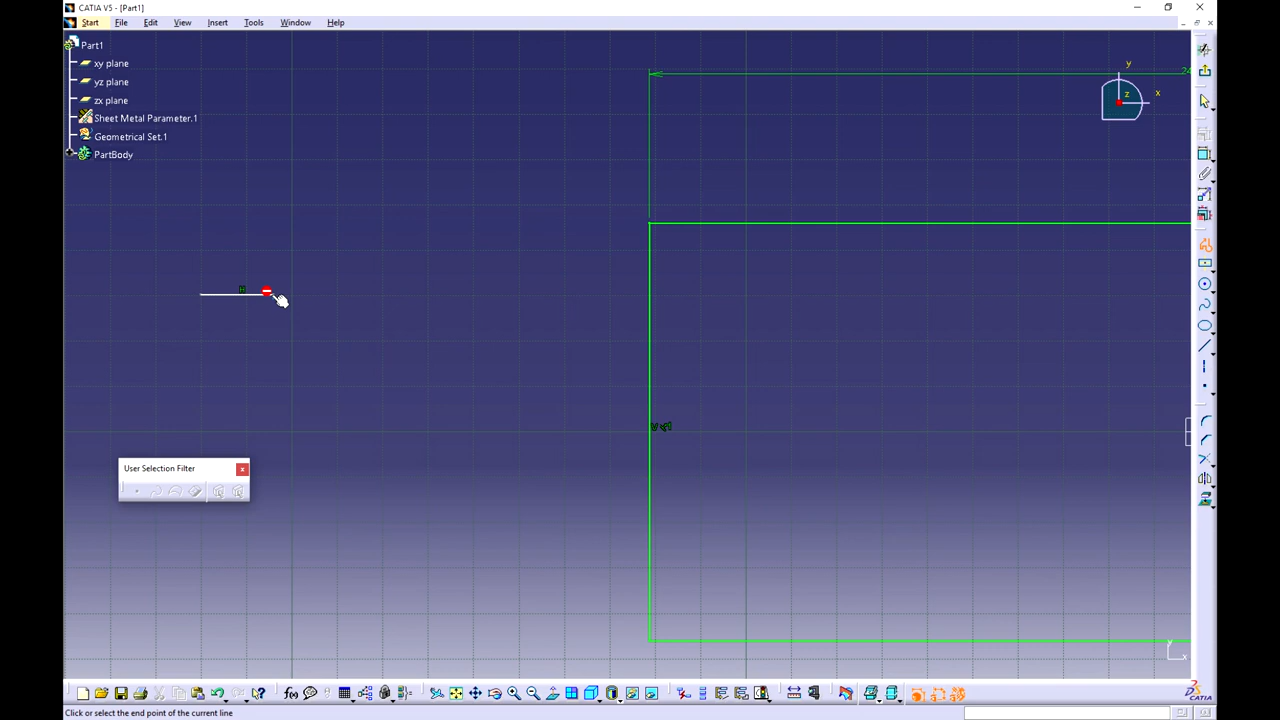 CATIA V5 - [Part1]
Start File Edit View Insert Tools Window Help
Part1
xy plane
yz plane
zx plane
Sheet Metal Parameter.1
Geometrical Set.1
PartBody
y
x
z
24
H
V
User Selection Filter
y
x
CATIA
Click or select the end point of the current line